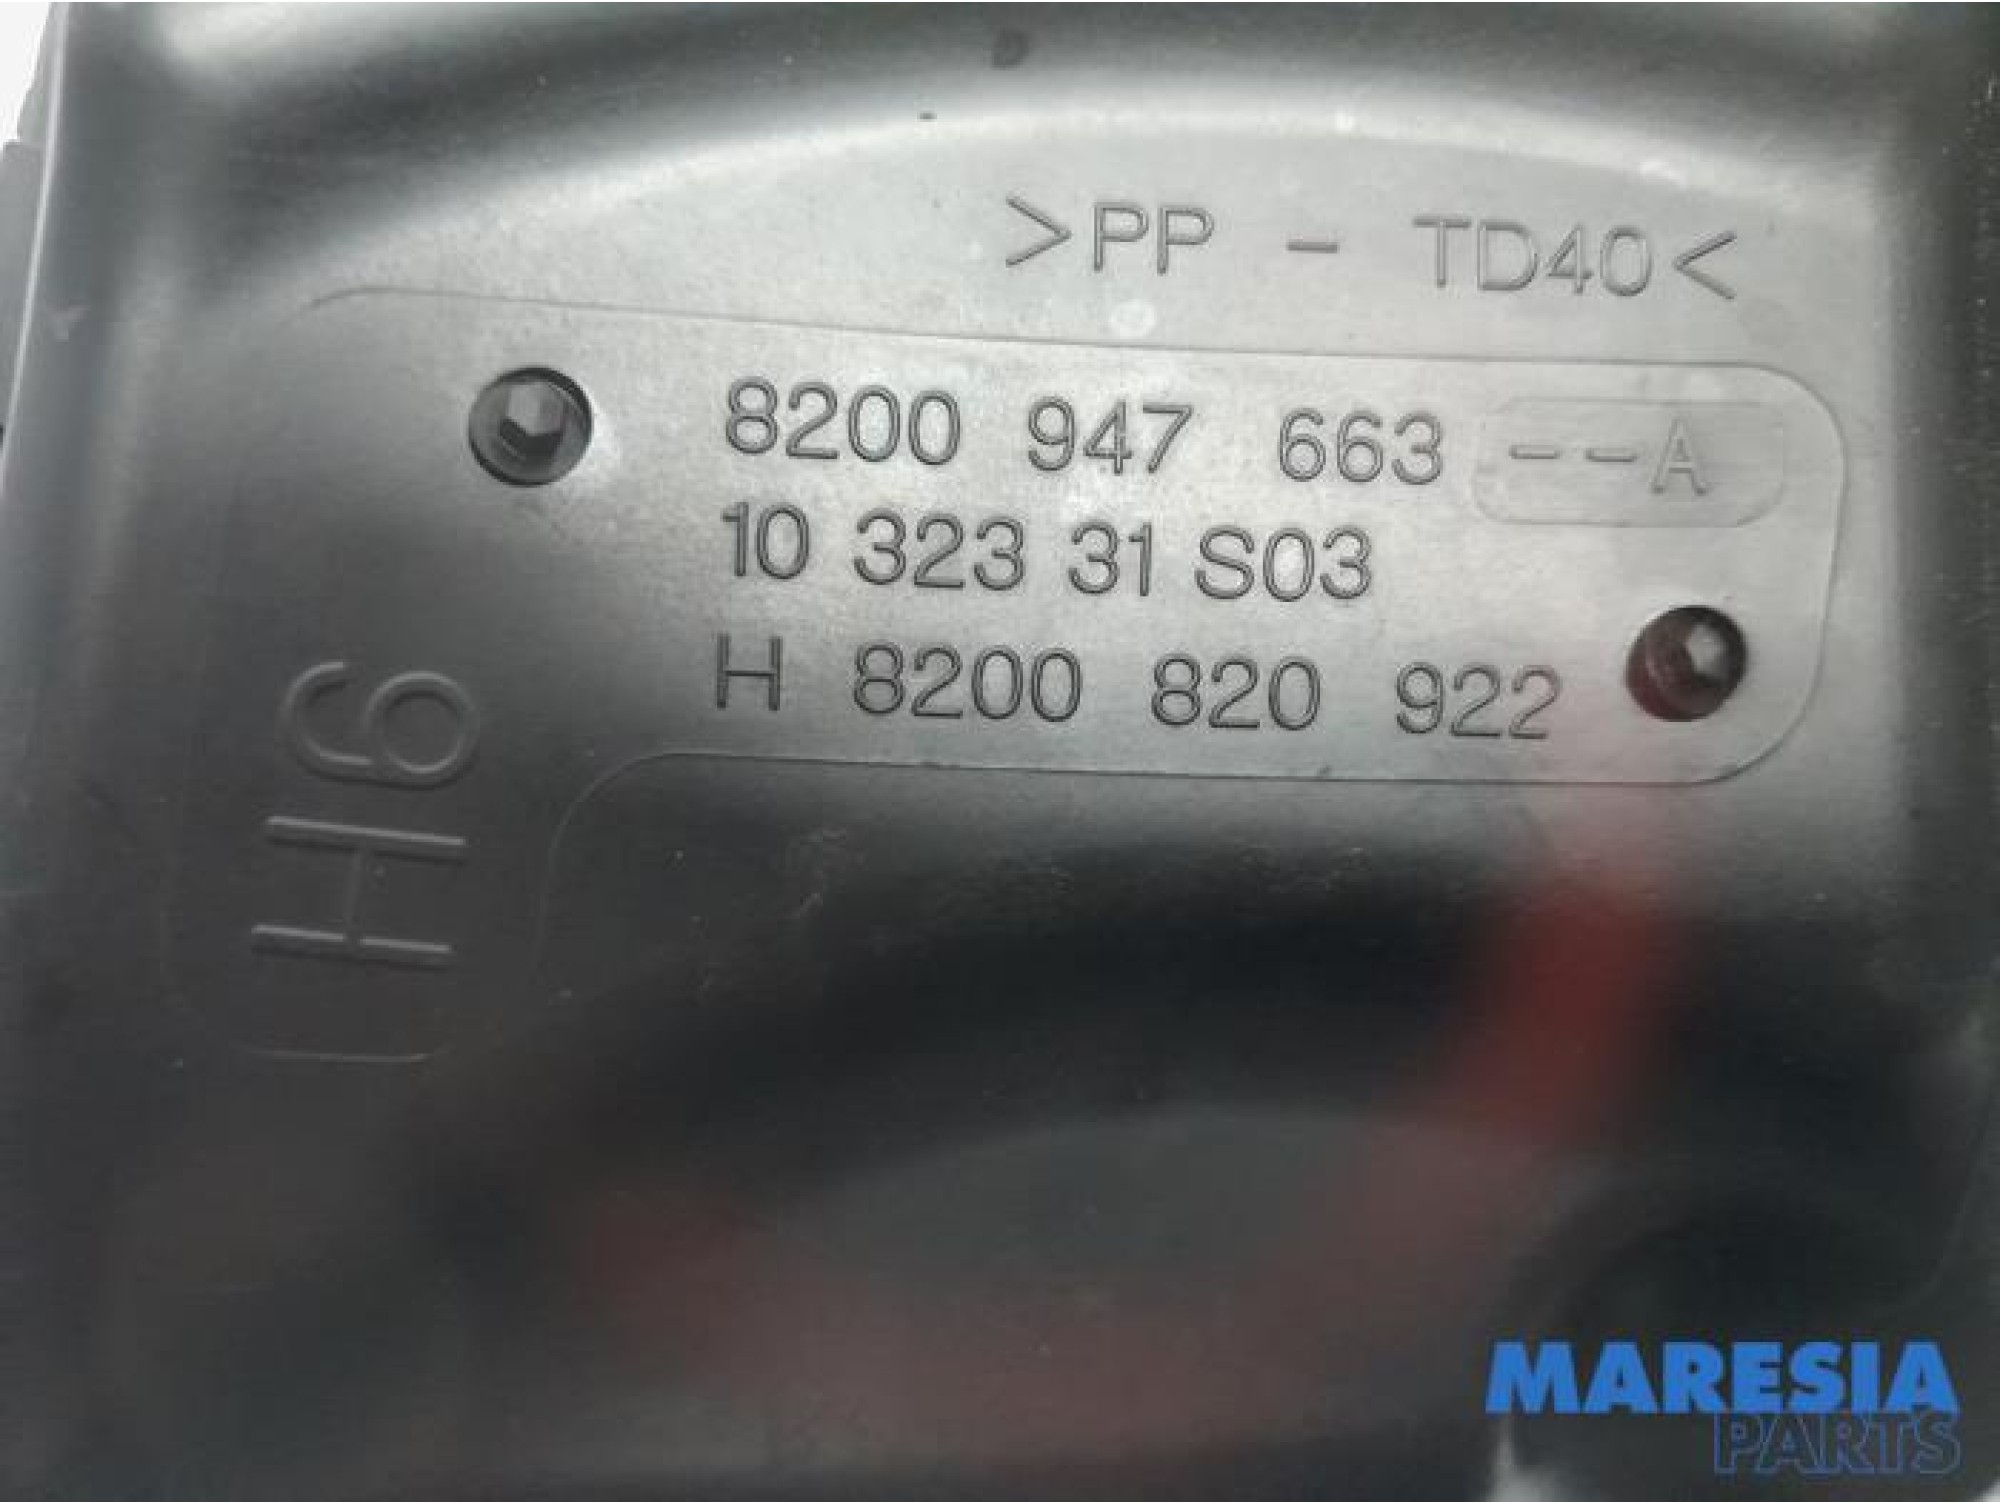 >PP - TD40<
8200 947 663 --A
10 323 31 S03
H 8200 820 922
H6
MARESIA
PARTS